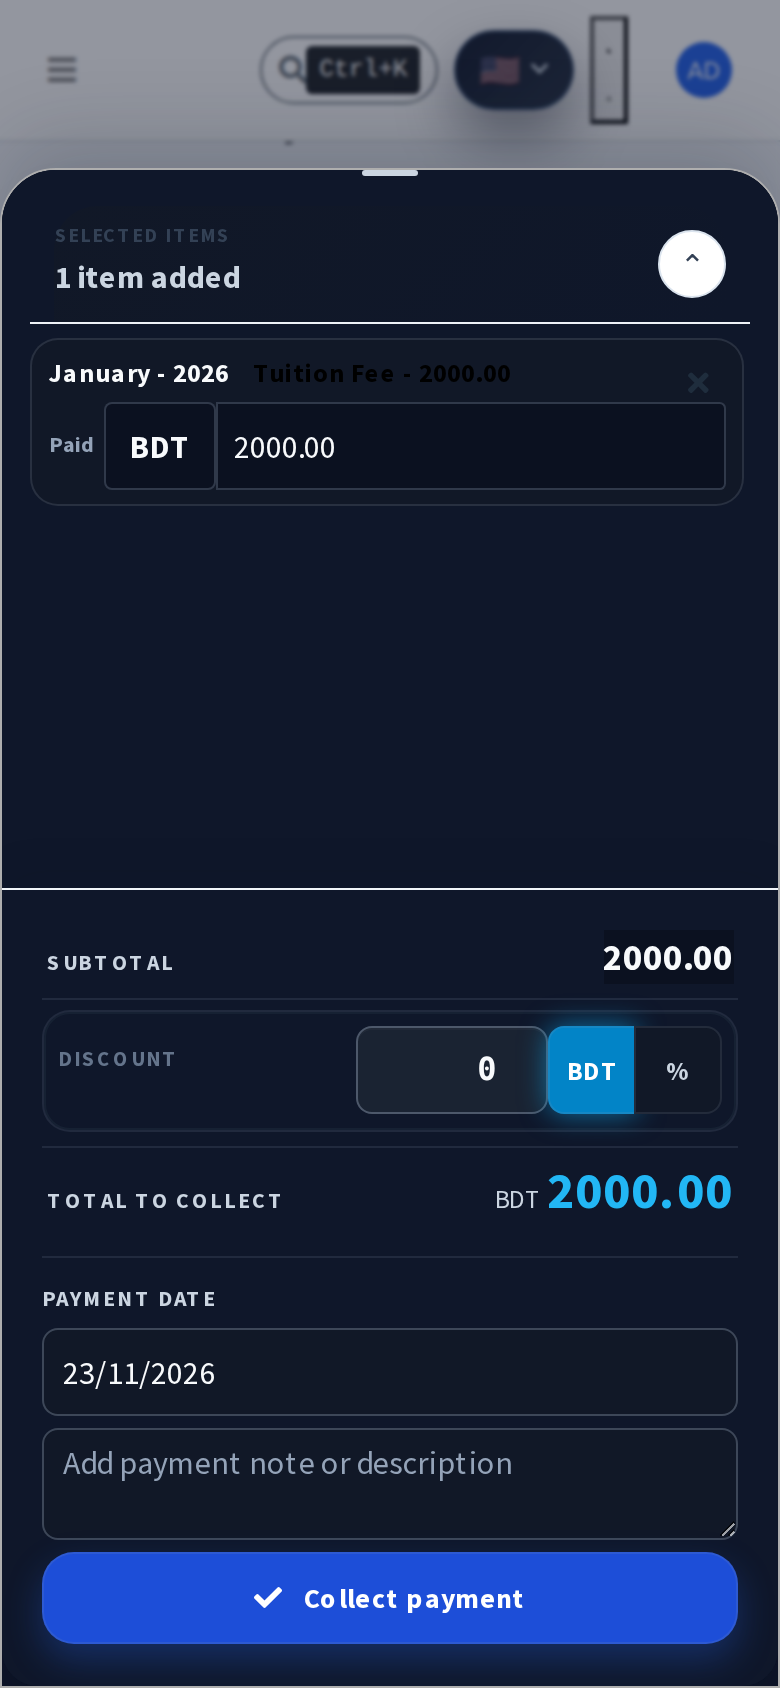 Ctrl+K
AD
SELECTED ITEMS
1 item added
January - 2026 Tuition Fee - 2000.00
Paid BDT 2000.00
SUBTOTAL 2000.00
DISCOUNT 0 BDT %
TOTAL TO COLLECT BDT 2000.00
PAYMENT DATE
23/11/2026
Add payment note or description
Collect payment